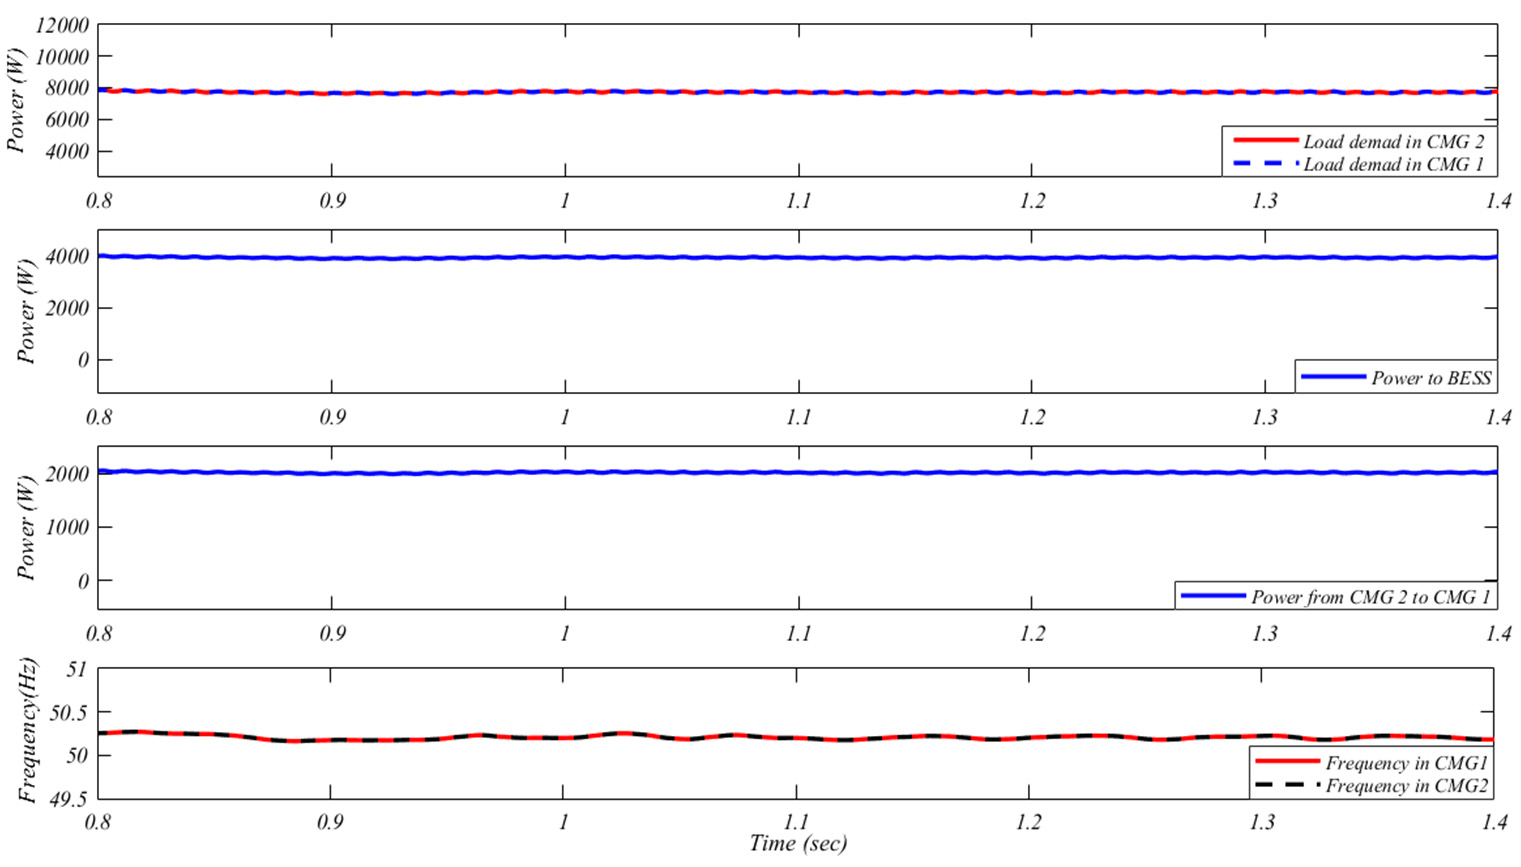 12000
10000
8000
6000
4000
Power (W)
Load demad in CMG 2
Load demad in CMG 1
0.8 0.9 1 1.1 1.2 1.3 1.4
4000
2000
0
Power (W)
Power to BESS
0.8 0.9 1 1.1 1.2 1.3 1.4
2000
1000
0
Power (W)
Power from CMG 2 to CMG 1
0.8 0.9 1 1.1 1.2 1.3 1.4
51
50.5
50
49.5
Frequency(Hz)
Frequency in CMG1
Frequency in CMG2
0.8 0.9 1 1.1 1.2 1.3 1.4
Time (sec)